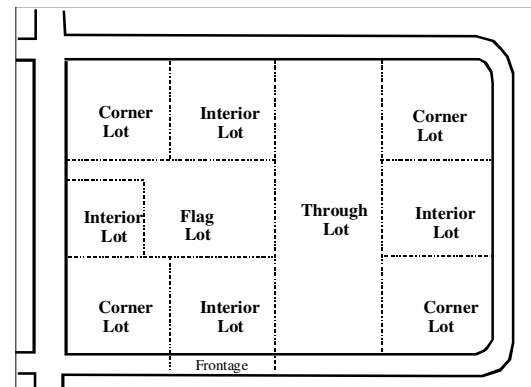 Corner Lot
Interior Lot
Corner Lot
Interior Lot
Flag Lot
Through Lot
Interior Lot
Corner Lot
Interior Lot
Corner Lot
Frontage